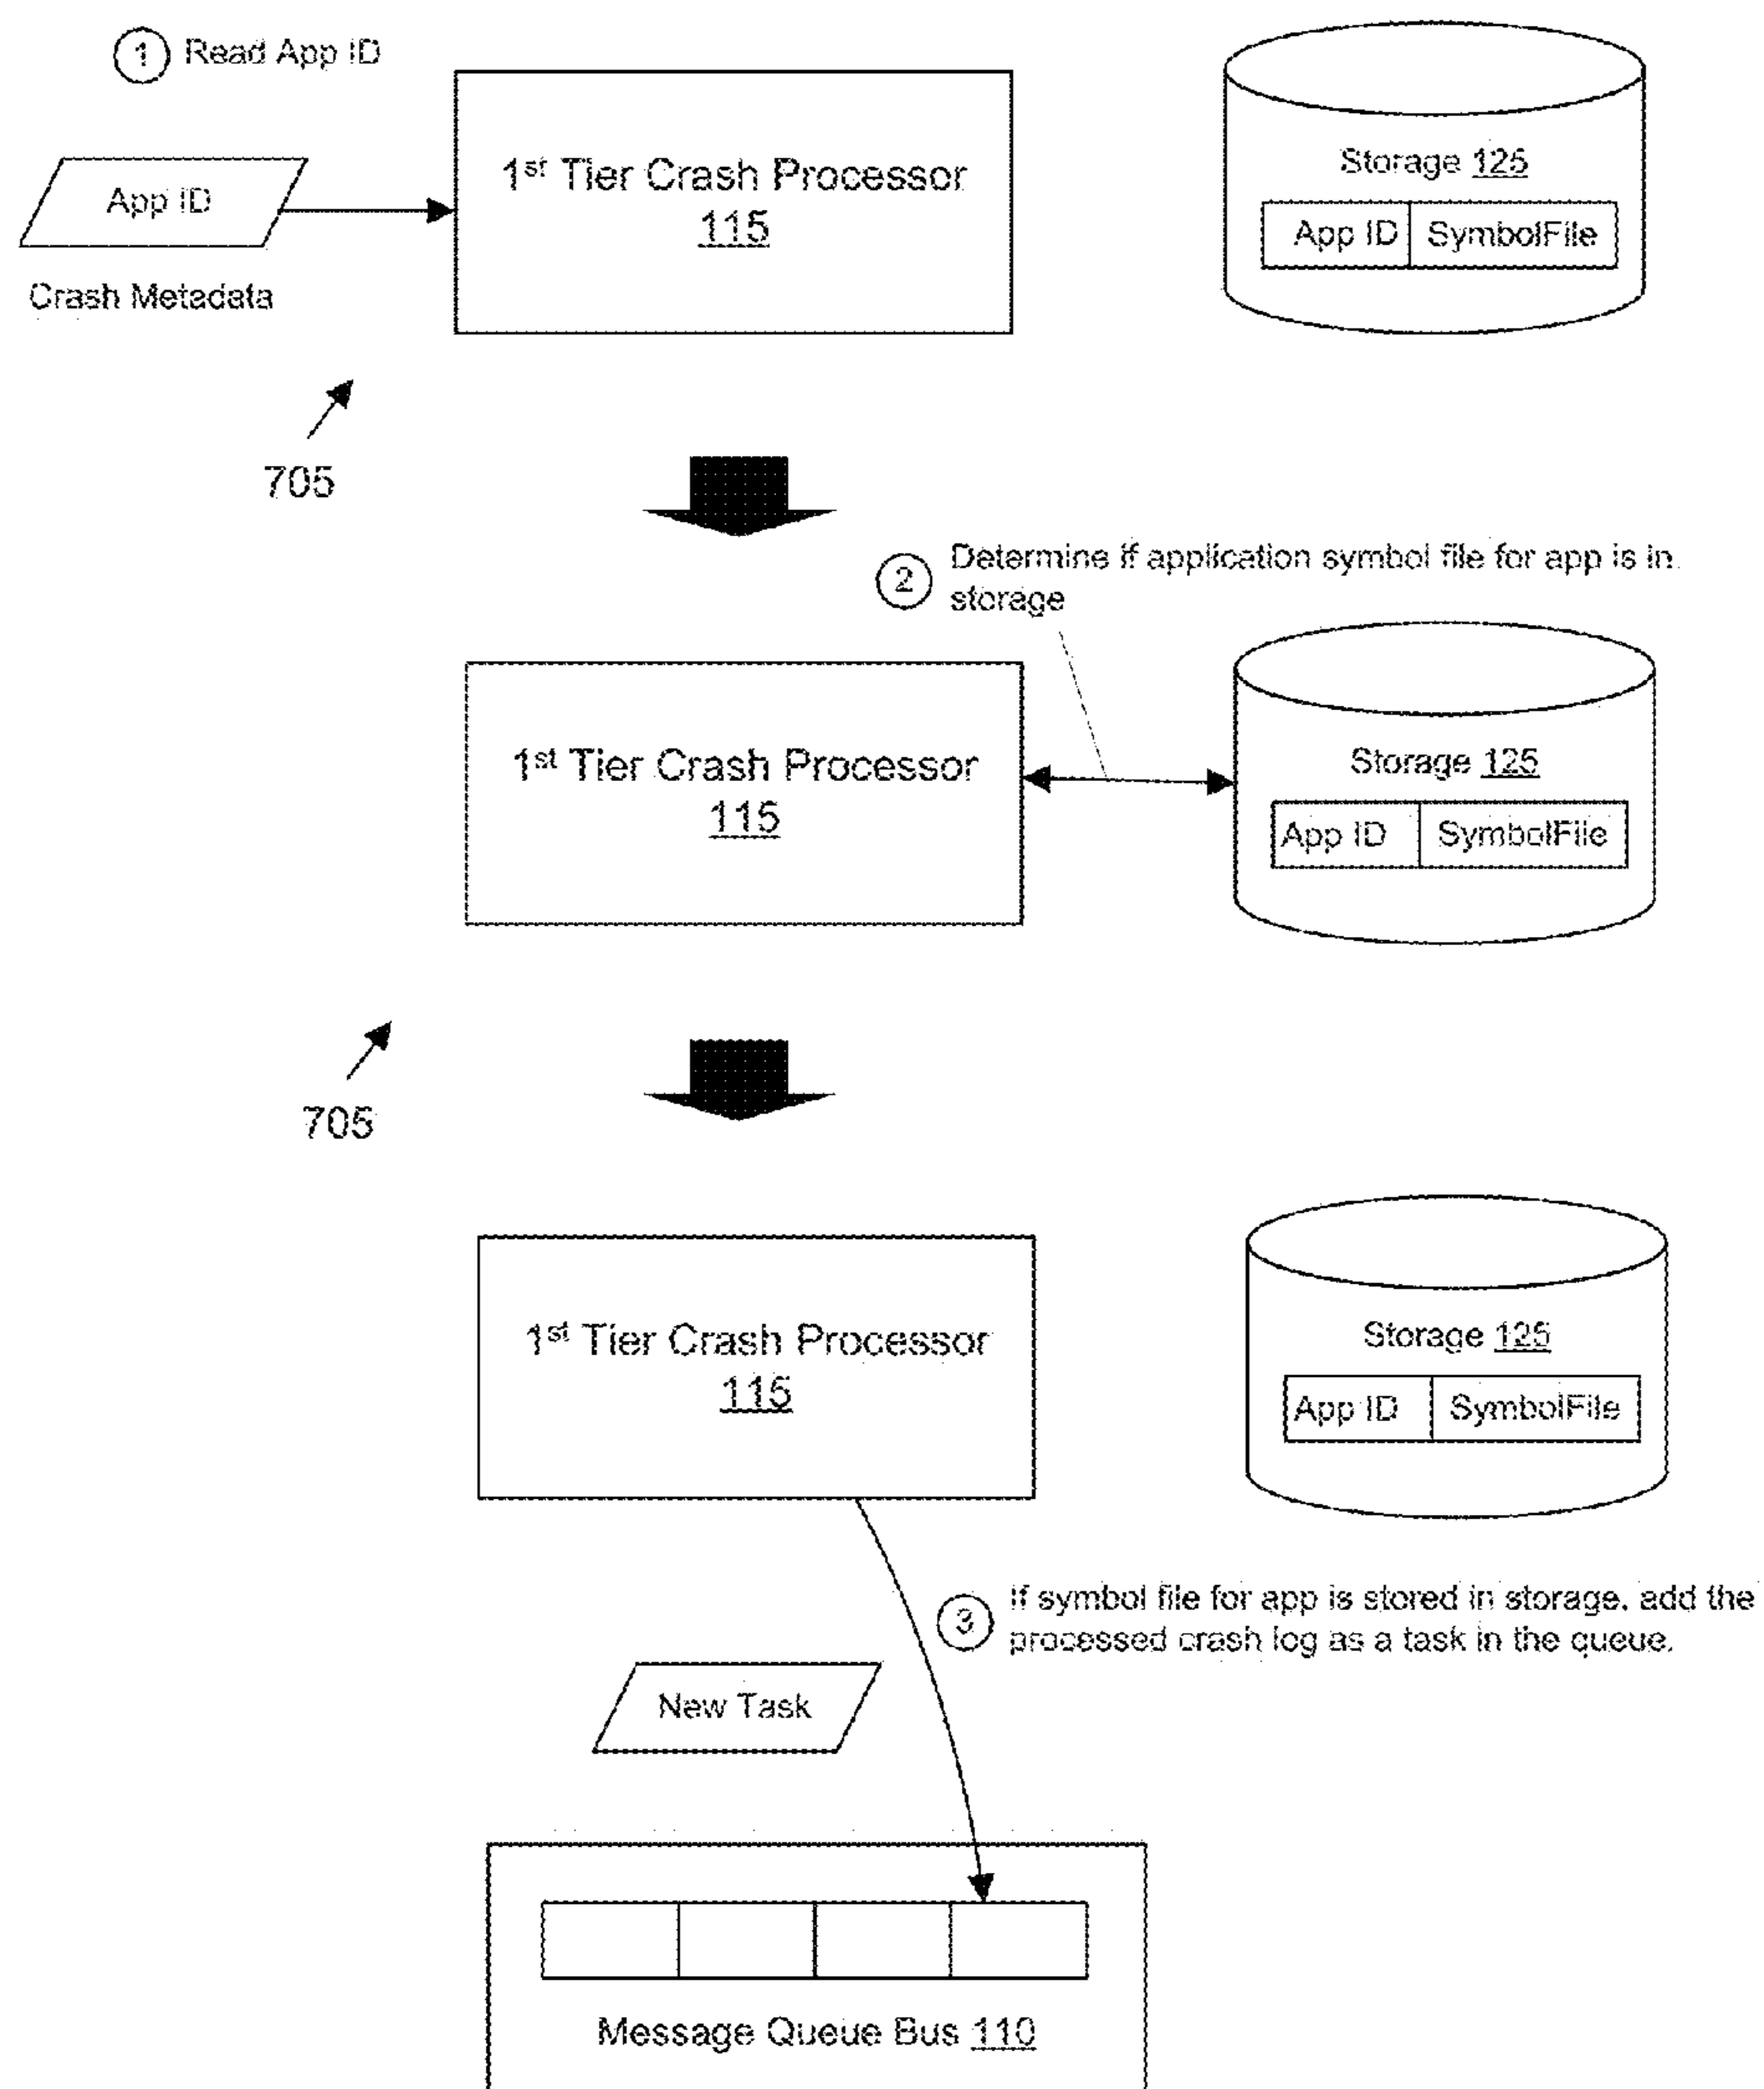 1 Read App ID
1st Tier Crash Processor
115
App ID
Crash Metadata
Storage 125
App ID SymbolFile
705
2 Determine if application symbol file for app is in
storage
1st Tier Crash Processor
115
Storage 125
App ID SymbolFile
705
1st Tier Crash Processor
115
Storage 125
App ID SymbolFile
3 If symbol file for app is stored in storage, add the
processed crash log as a task in the queue.
New Task
Message Queue Bus 110